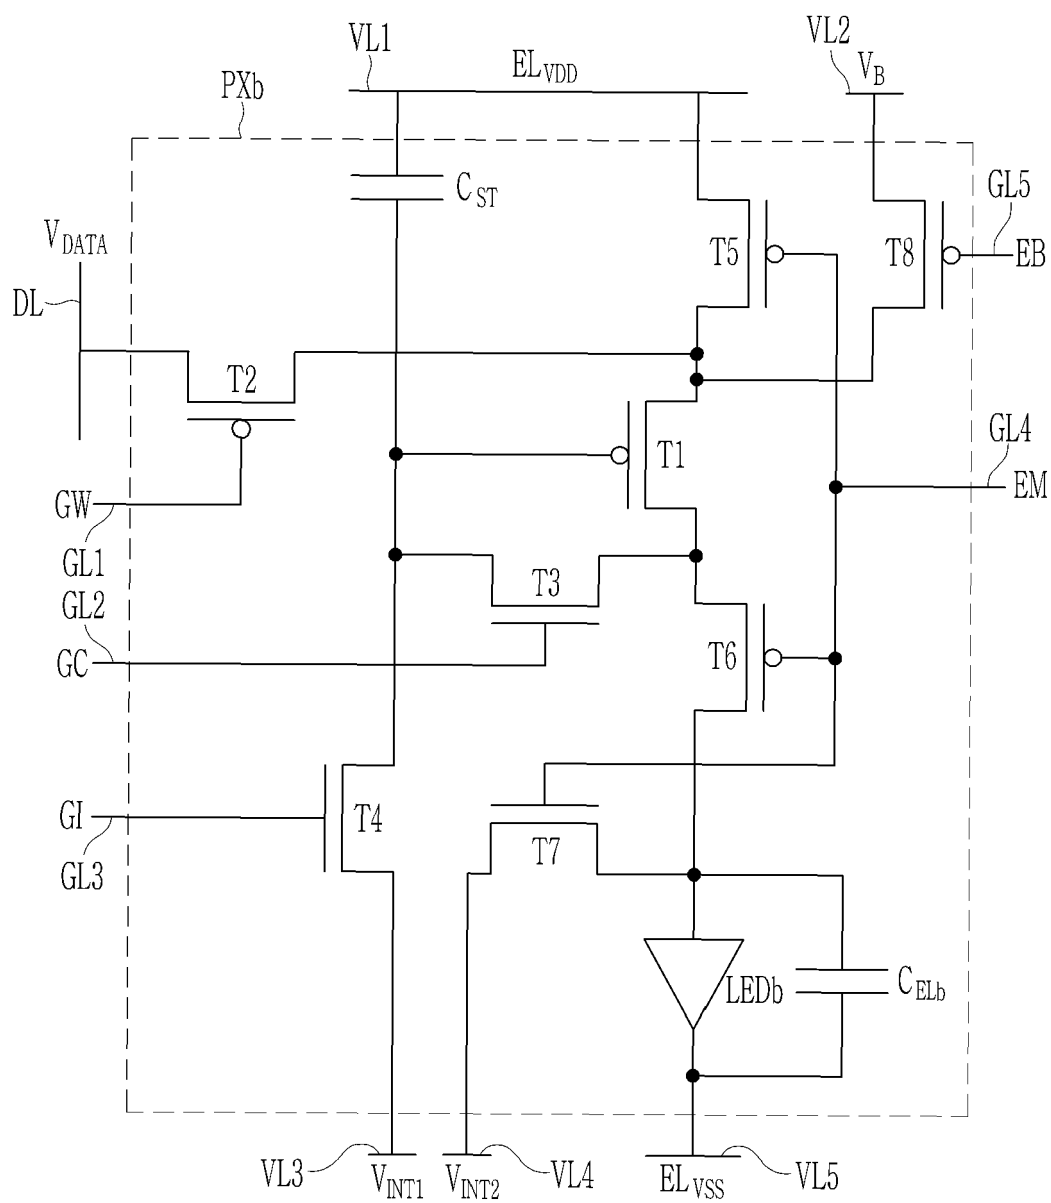 VL1
VL2
EL_VDD
V_B
PXb
C_ST
GL5
V_DATA
T5
T8
EB
DL
T2
T1
GL4
GW
EM
GL1
T3
GL2
T6
GC
GI
T4
T7
GL3
LEDb
C_ELb
VL3
V_INT1
V_INT2
VL4
EL_VSS
VL5